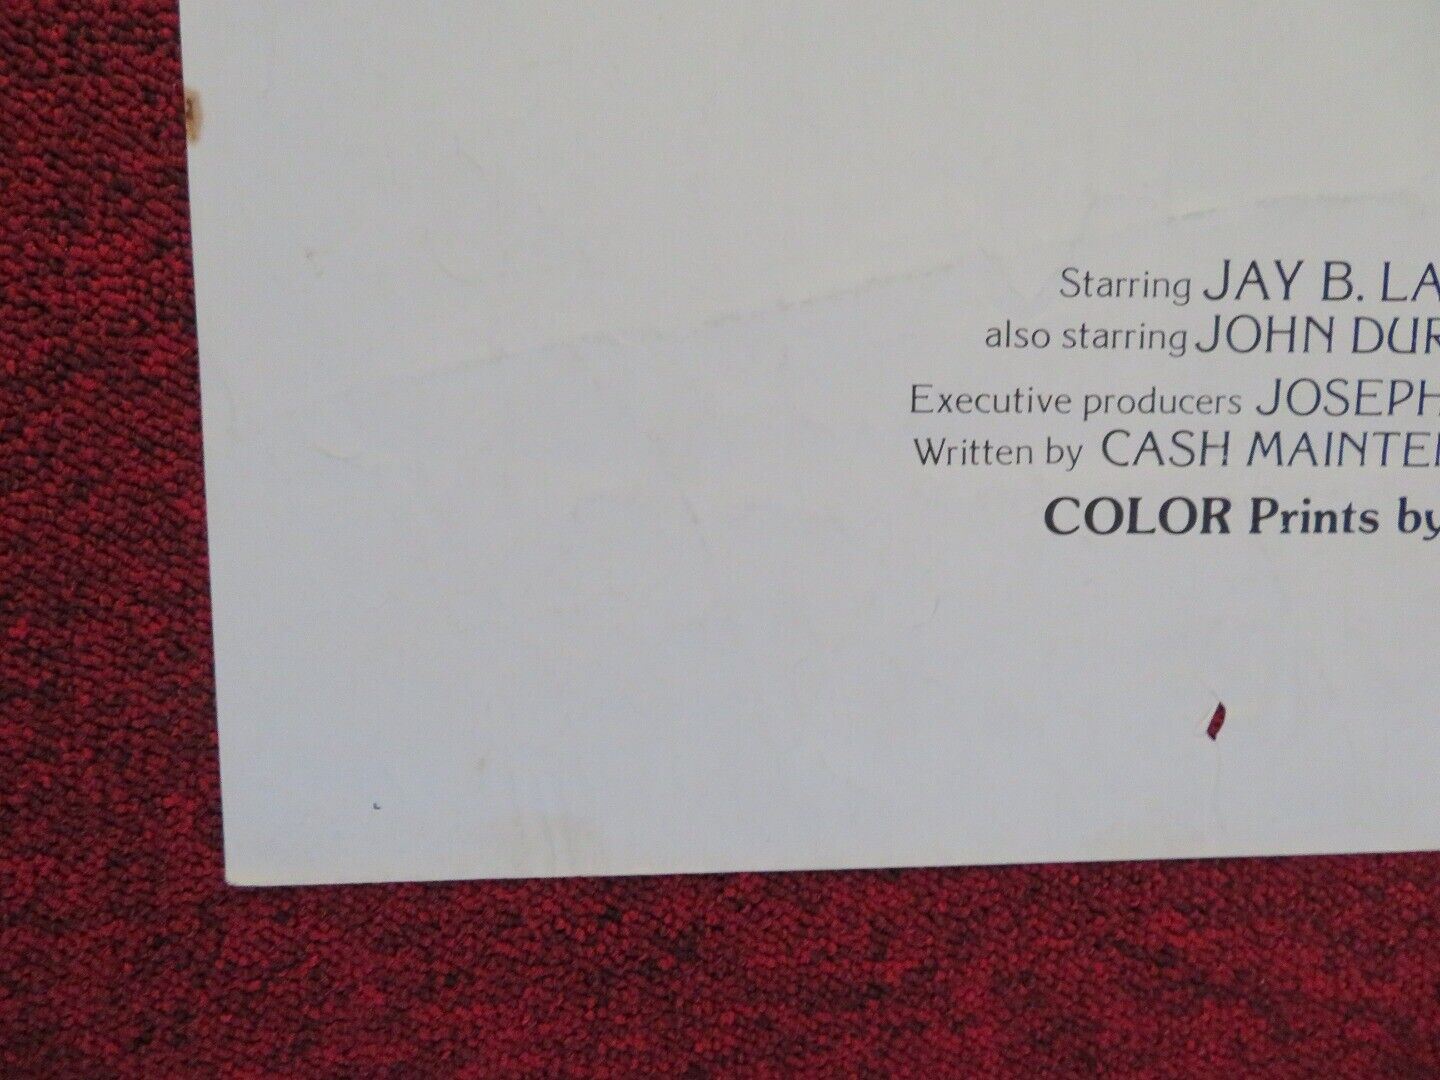 Starring JAY B. LA
also starring JOHN DUR
Executive producers JOSEPH
Written by CASH MAINTE
COLOR Prints by